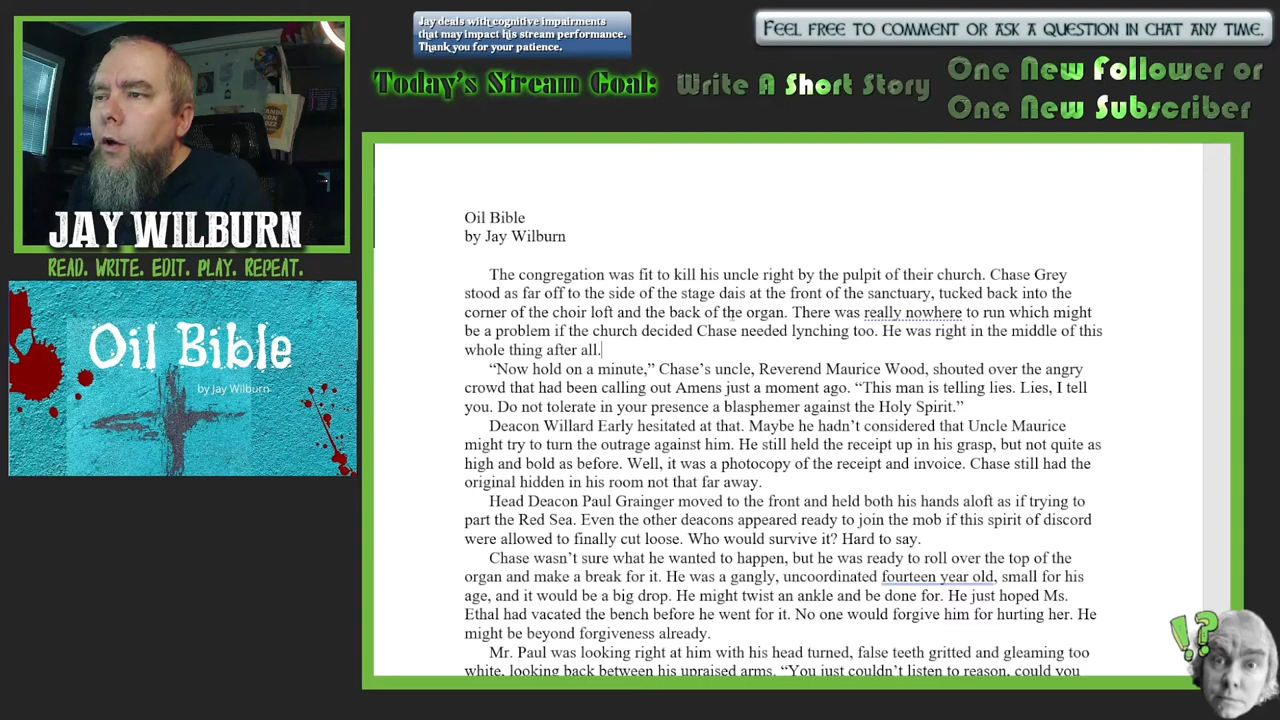 Jay deals with cognitive impairments
that may impact his stream performance.
Thank you for your patience.
Feel free to comment or ask a question in chat any time.
Today's Stream Goal:
Write A Short Story
One New Follower or
One New Subscriber
JAY WILBURN
READ. WRITE. EDIT. PLAY. REPEAT.
Oil Bible
by Jay Wilburn
Oil Bible
by Jay Wilburn
The congregation was fit to kill his uncle right by the pulpit of their church. Chase Grey
stood as far off to the side of the stage dais at the front of the sanctuary, tucked back into the
corner of the choir loft and the back of the organ. There was really nowhere to run which might
be a problem if the church decided Chase needed lynching too. He was right in the middle of this
whole thing after all.
“Now hold on a minute,” Chase’s uncle, Reverend Maurice Wood, shouted over the angry
crowd that had been calling out Amens just a moment ago. “This man is telling lies. Lies, I tell
you. Do not tolerate in your presence a blasphemer against the Holy Spirit.”
Deacon Willard Early hesitated at that. Maybe he hadn’t considered that Uncle Maurice
might try to turn the outrage against him. He still held the receipt up in his grasp, but not quite as
high and bold as before. Well, it was a photocopy of the receipt and invoice. Chase still had the
original hidden in his room not that far away.
Head Deacon Paul Grainger moved to the front and held both his hands aloft as if trying to
part the Red Sea. Even the other deacons appeared ready to join the mob if this spirit of discord
were allowed to finally cut loose. Who would survive it? Hard to say.
Chase wasn’t sure what he wanted to happen, but he was ready to roll over the top of the
organ and make a break for it. He was a gangly, uncoordinated fourteen year old, small for his
age, and it would be a big drop. He might twist an ankle and be done for. He just hoped Ms.
Ethal had vacated the bench before he went for it. No one would forgive him for hurting her. He
might be beyond forgiveness already.
Mr. Paul was looking right at him with his head turned, false teeth gritted and gleaming too
white, looking back between his upraised arms. “You just couldn’t listen to reason, could you
!?